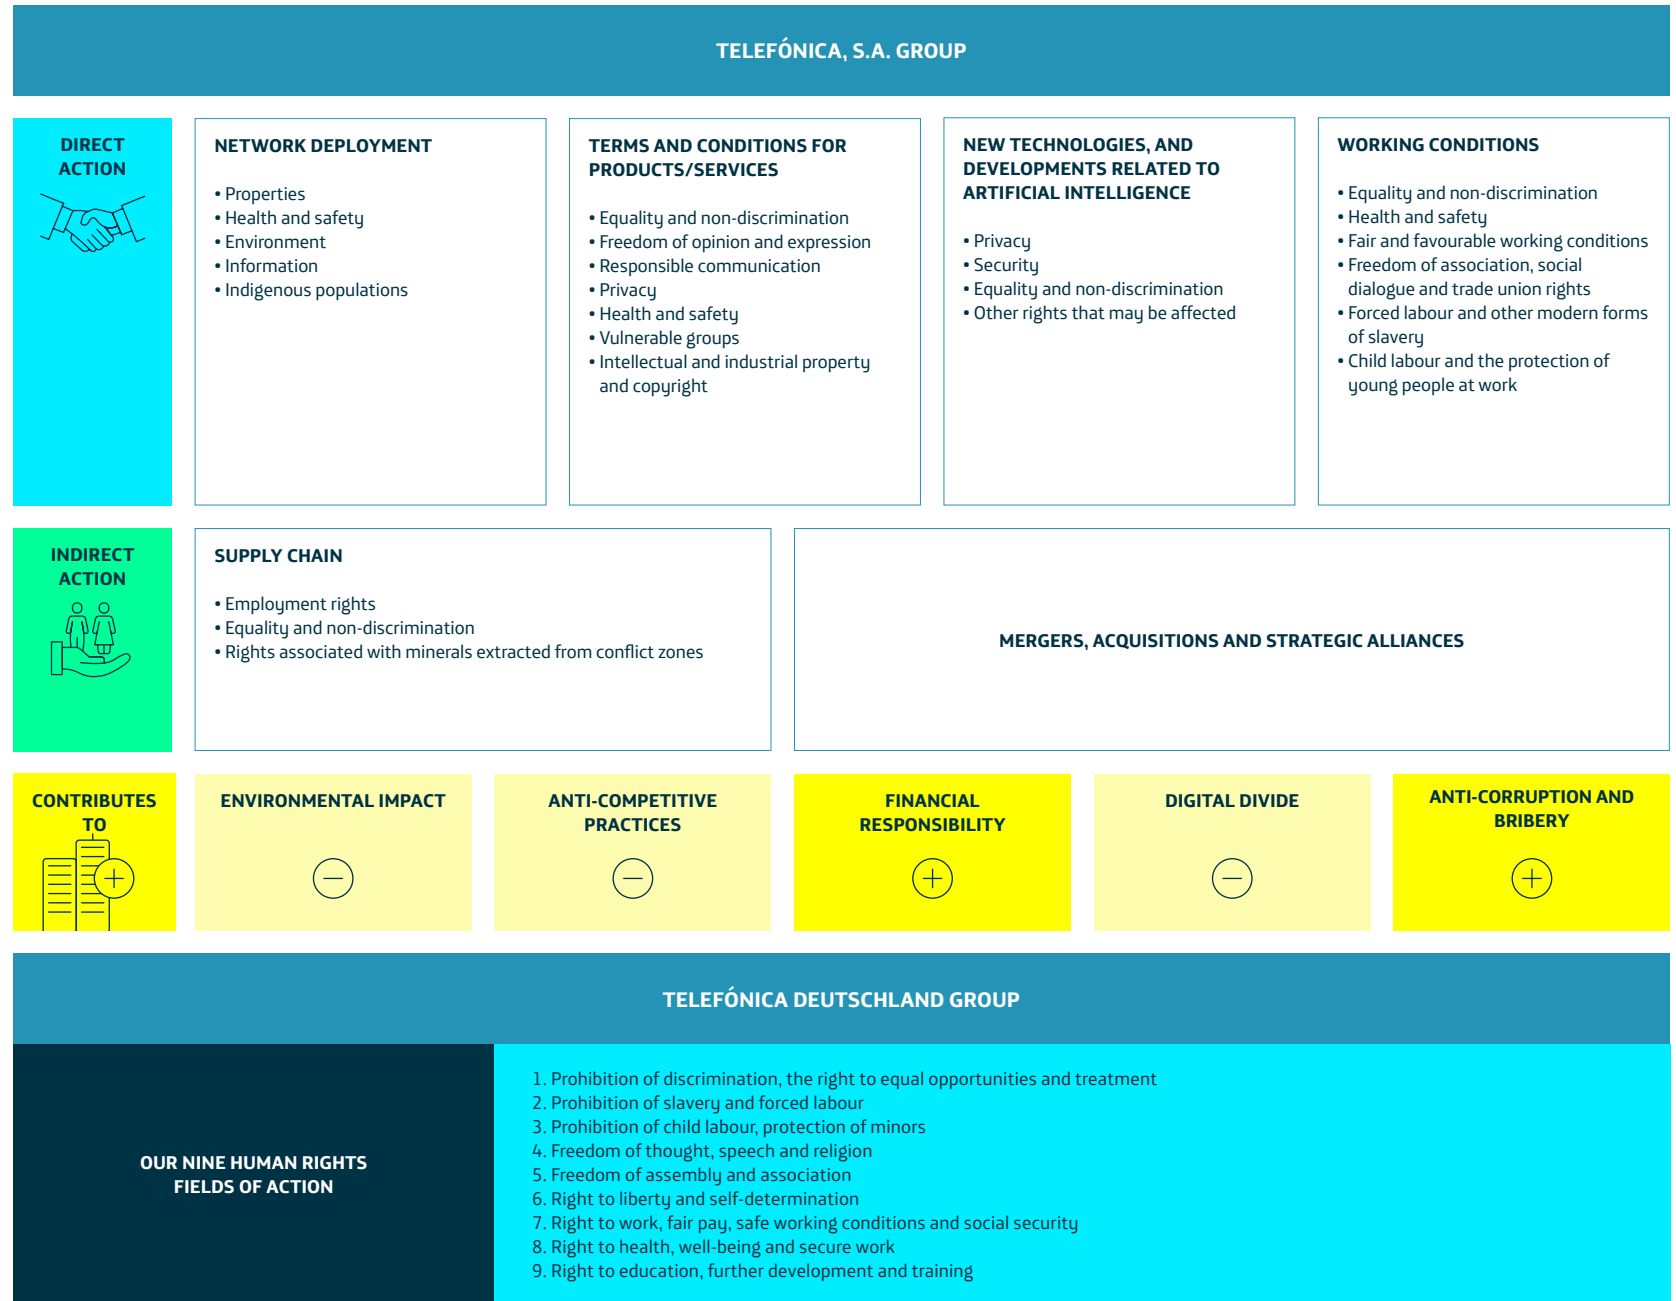 TELEFÓNICA, S.A. GROUP
DIRECT
ACTION
NETWORK DEPLOYMENT
• Properties
• Health and safety
• Environment
• Information
• Indigenous populations
TERMS AND CONDITIONS FOR
PRODUCTS/SERVICES
• Equality and non-discrimination
• Freedom of opinion and expression
• Responsible communication
• Privacy
• Health and safety
• Vulnerable groups
• Intellectual and industrial property
and copyright
NEW TECHNOLOGIES, AND
DEVELOPMENTS RELATED TO
ARTIFICIAL INTELLIGENCE
• Privacy
• Security
• Equality and non-discrimination
• Other rights that may be affected
WORKING CONDITIONS
• Equality and non-discrimination
• Health and safety
• Fair and favourable working conditions
• Freedom of association, social
dialogue and trade union rights
• Forced labour and other modern forms
of slavery
• Child labour and the protection of
young people at work
INDIRECT
ACTION
SUPPLY CHAIN
• Employment rights
• Equality and non-discrimination
• Rights associated with minerals extracted from conflict zones
MERGERS, ACQUISITIONS AND STRATEGIC ALLIANCES
CONTRIBUTES
TO
ENVIRONMENTAL IMPACT
ANTI-COMPETITIVE
PRACTICES
FINANCIAL
RESPONSIBILITY
DIGITAL DIVIDE
ANTI-CORRUPTION AND
BRIBERY
TELEFÓNICA DEUTSCHLAND GROUP
OUR NINE HUMAN RIGHTS
FIELDS OF ACTION
1. Prohibition of discrimination, the right to equal opportunities and treatment
2. Prohibition of slavery and forced labour
3. Prohibition of child labour, protection of minors
4. Freedom of thought, speech and religion
5. Freedom of assembly and association
6. Right to liberty and self-determination
7. Right to work, fair pay, safe working conditions and social security
8. Right to health, well-being and secure work
9. Right to education, further development and training